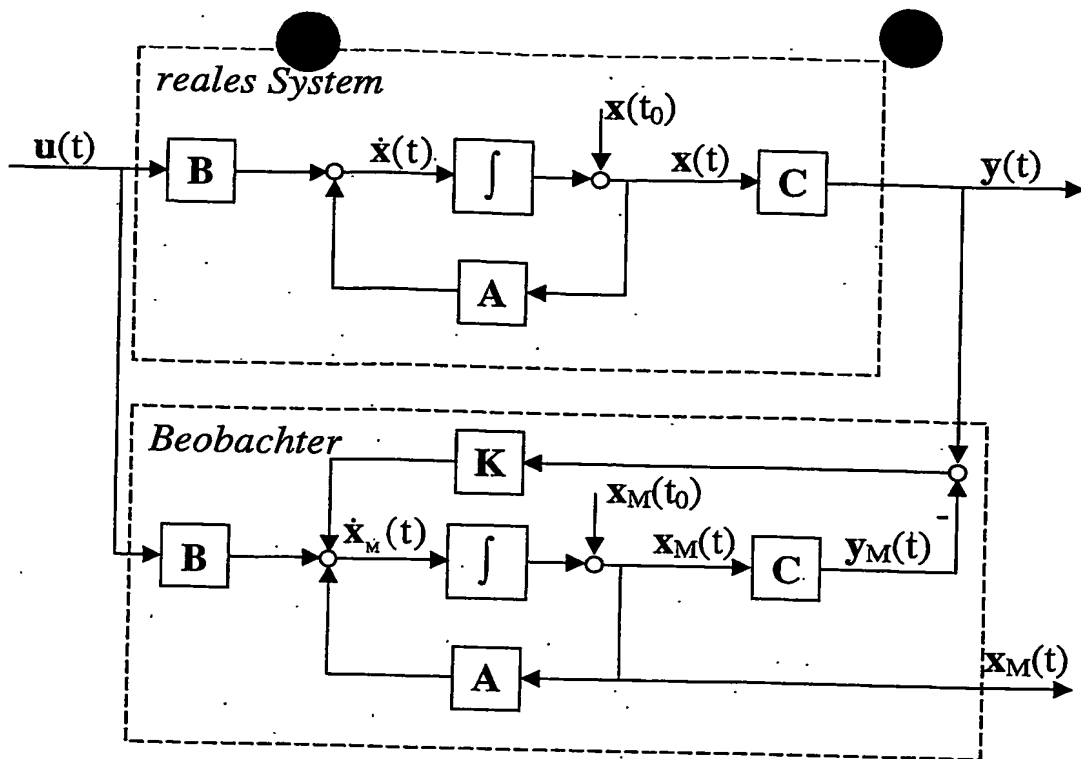 reales System
x(t₀)
u(t)
B
ẋ(t)
∫
x(t)
C
y(t)
A
Beobachter
K
x_M(t₀)
B
ẋ_M(t)
∫
x_M(t)
C
y_M(t)
-
A
x_M(t)